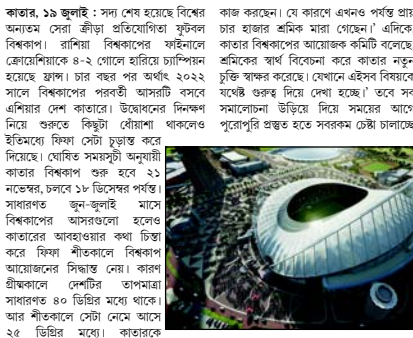 কাতার, ১৯ জুলাই : সদ্য শেষ হয়েছে বিশ্বের
অন্যতম সেরা ক্রীড়া প্রতিযোগিতা ফুটবল
বিশ্বকাপ। রাশিয়া বিশ্বকাপের ফাইনালে
ক্রোয়েশিয়াকে ৪-২ গোলে হারিয়ে চ্যাম্পিয়ন
হয়েছে ফ্রান্স। চার বছর পর অর্থাৎ ২০২২
সালে বিশ্বকাপের পরবর্তী আসরটি বসবে
এশিয়ার দেশ কাতারে। উদ্বোধনের দিনক্ষণ
নিয়ে শুরুতে কিছুটা ধোঁয়াশা থাকলেও
ইতিমধ্যে ফিফা সেটা চূড়ান্ত করে
দিয়েছে। ঘোষিত সময়সূচী অনুযায়ী
কাতার বিশ্বকাপ শুরু হবে ২১
নভেম্বর, চলবে ১৮ ডিসেম্বর পর্যন্ত।
সাধারণত জুন-জুলাই মাসে
বিশ্বকাপের আসরগুলো হলেও
কাতারের আবহাওয়ার কথা চিন্তা
করে ফিফা শীতকালে বিশ্বকাপ
আয়োজনের সিদ্ধান্ত নেয়। কারণ
গ্রীষ্মকালে দেশটির তাপমাত্রা
সাধারণত ৪০ ডিগ্রির মধ্যে থাকে।
আর শীতকালে সেটা নেমে আসে
২৫ ডিগ্রির মধ্যে। কাতারকে
কাজ করছেন। যে কারণে এখনও পর্যন্ত প্রায়
চার হাজার শ্রমিক মারা গেছেন।’ এদিকে
কাতার বিশ্বকাপের আয়োজক কমিটি বলেছে,
শ্রমিকের স্বার্থ বিবেচনা করে কাতার নতুন
চুক্তি স্বাক্ষর করেছে। যেখানে এইসব বিষয়কে
যথেষ্ট গুরুত্ব দিয়ে দেখা হচ্ছে।’ তবে সব
সমালোচনা উড়িয়ে দিয়ে সময়ের আগে
পুরোপুরি প্রস্তুত হতে সবরকম চেষ্টা চালাচ্ছে